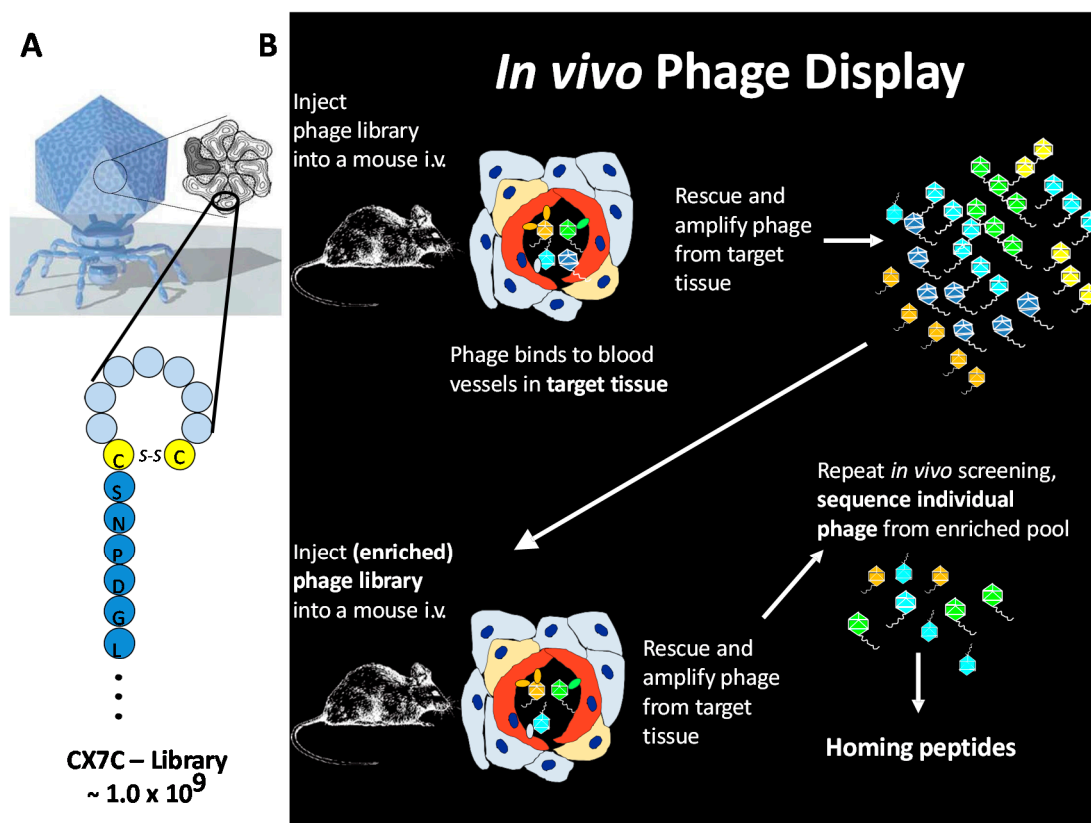 A
B
C S-S C
S
N
P
D
G
L
CX7C – Library
~ 1.0 x 10⁹
In vivo Phage Display
Inject
phage library
into a mouse i.v.
Phage binds to blood
vessels in target tissue
Rescue and
amplify phage
from target
tissue
Inject (enriched)
phage library
into a mouse i.v.
Rescue and
amplify phage
from target
tissue
Repeat in vivo screening,
sequence individual
phage from enriched pool
Homing peptides